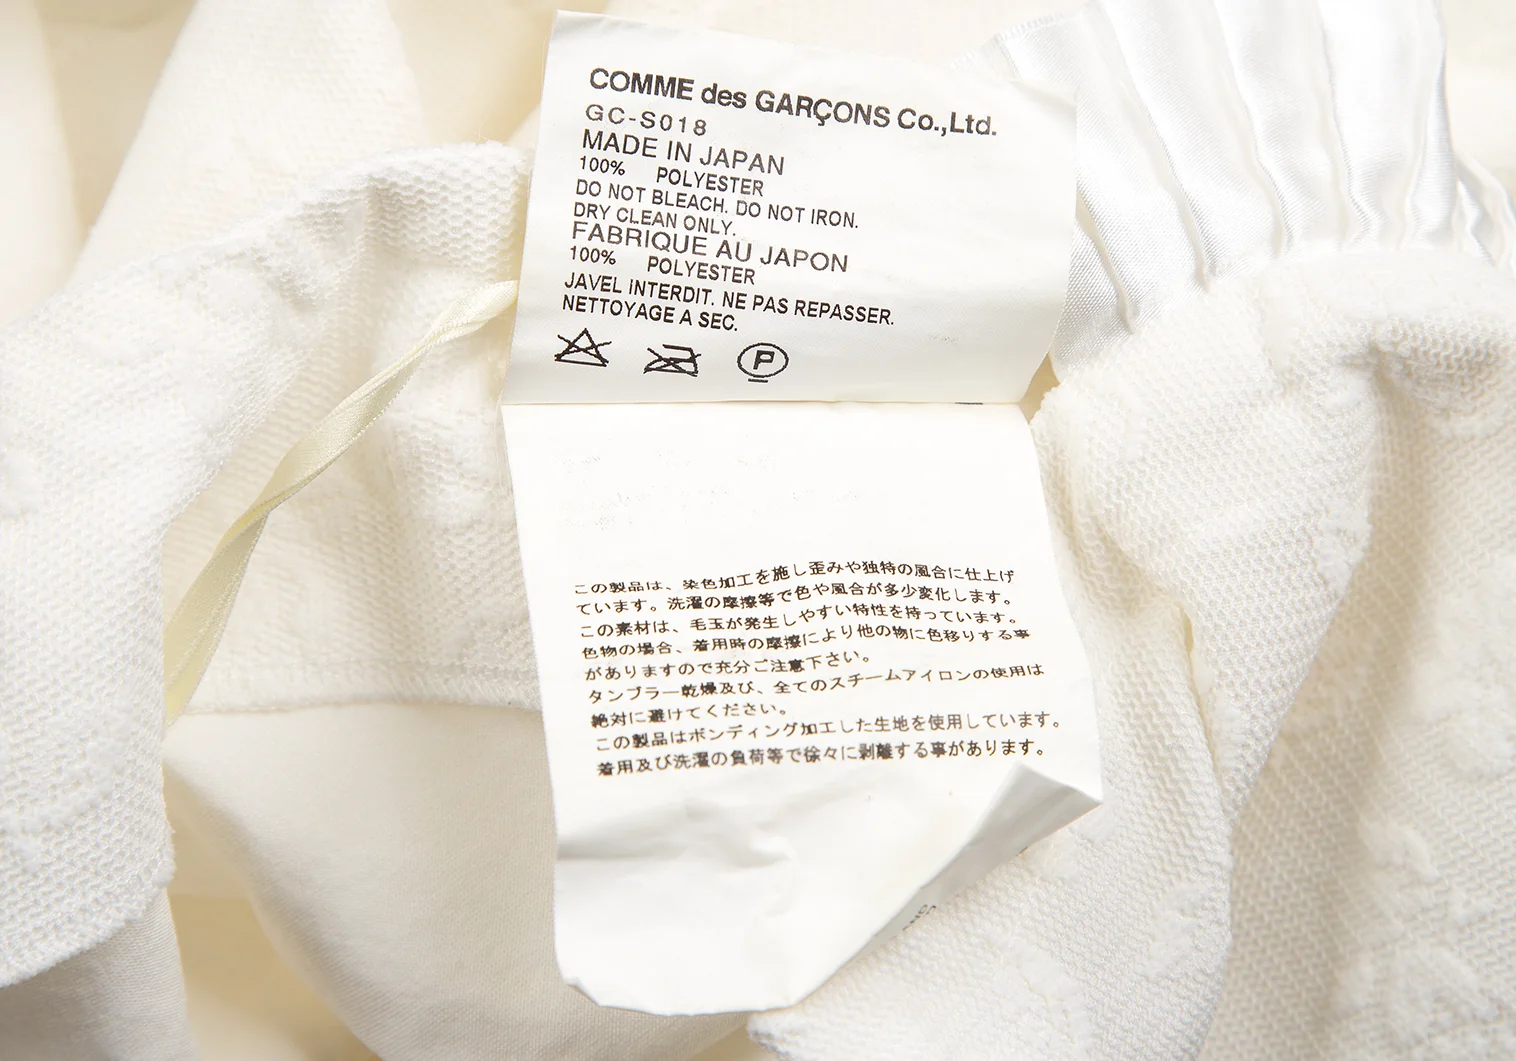 COMME des GARÇONS Co.,Ltd.
GC-S018
MADE IN JAPAN
100% POLYESTER
DO NOT BLEACH. DO NOT IRON.
DRY CLEAN ONLY.
FABRIQUE AU JAPON
100% POLYESTER
JAVEL INTERDIT. NE PAS REPASSER.
NETTOYAGE A SEC.
P
この製品は、染色加工を施し歪みや独特の風合に仕上げ
ています。洗濯の摩擦等で色や風合が多少変化します。
この素材は、毛玉が発生しやすい特性を持っています。
色物の場合、着用時の摩擦により他の物に色移りする事
がありますので充分ご注意下さい。
タンブラー乾燥及び、全てのスチームアイロンの使用は
絶対に避けてください。
この製品はボンディング加工した生地を使用しています。
着用及び洗濯の負荷等で徐々に剥離する事があります。